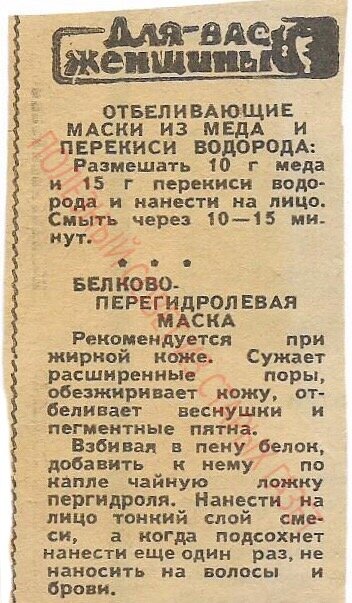 Для-вас
женщины
ОТБЕЛИВАЮЩИЕ
МАСКИ ИЗ МЕДА И
ПЕРЕКИСИ ВОДОРОДА:
Размешать 10 г меда
и 15 г перекиси водо-
рода и нанести на лицо.
Смыть через 10—15 ми-
нут.
* * *
БЕЛКОВО-
ПЕРЕГИДРОЛЕВАЯ
МАСКА
Рекомендуется при
жирной коже. Сужает
расширенные поры,
обезжиривает кожу, от-
беливает веснушки и
пегментные пятна.
Взбивая в пену белок,
добавить к нему по
капле чайную ложку
пергидроля. Нанести на
лицо тонкий слой сме-
си, а когда подсохнет
нанести еще один раз, не
наносить на волосы и
брови.